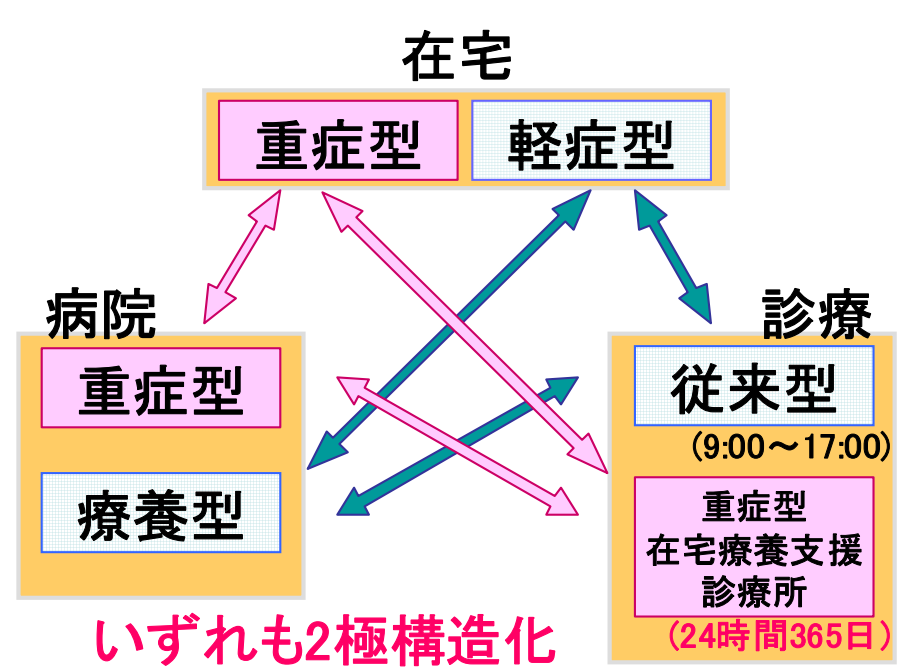 在宅
重症型
軽症型
病院
重症型
療養型
診療
従来型
(9:00～17:00)
重症型
在宅療養支援
診療所
(24時間365日)
いずれも2極構造化